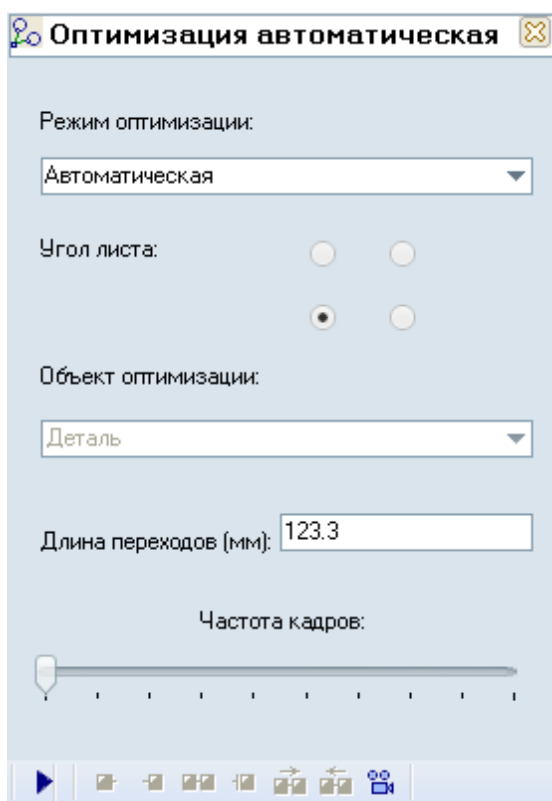 Оптимизация автоматическая
Режим оптимизации:
Автоматическая
Угол листа:
Объект оптимизации:
Деталь
Длина переходов (мм): 123.3
Частота кадров: